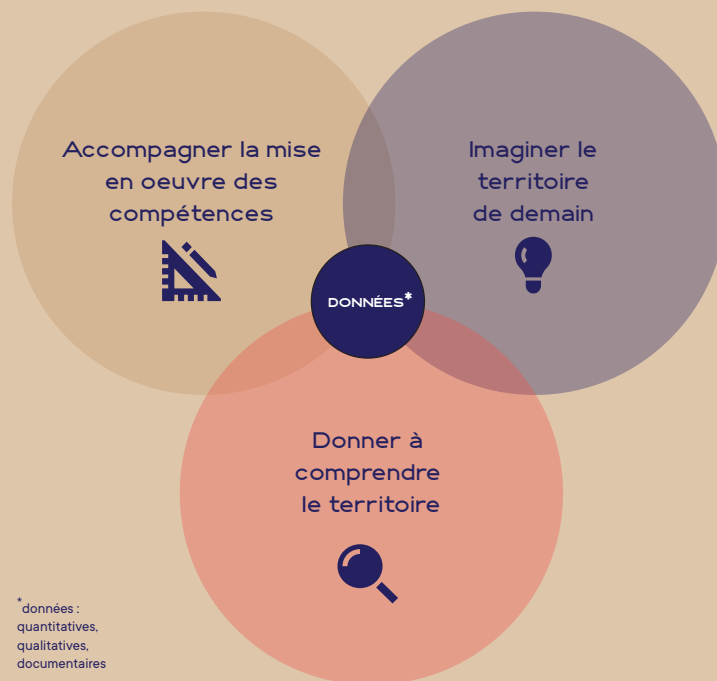 Accompagner la mise
en oeuvre des
compétences
Imaginer le
territoire
de demain
DONNÉES*
Donner à
comprendre
le territoire
*données :
quantitatives,
qualitatives,
documentaires